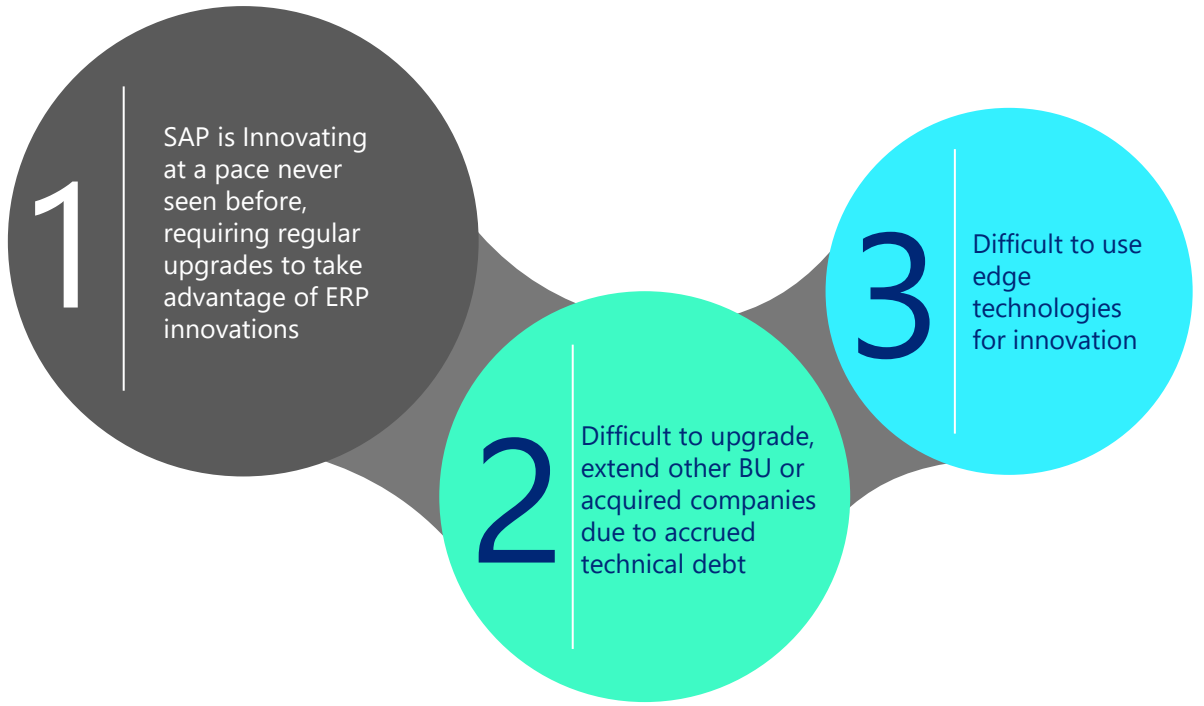 1
SAP is Innovating
at a pace never
seen before,
requiring regular
upgrades to take
advantage of ERP
innovations
2
Difficult to upgrade,
extend other BU or
acquired companies
due to accrued
technical debt
3
Difficult to use
edge
technologies
for innovation